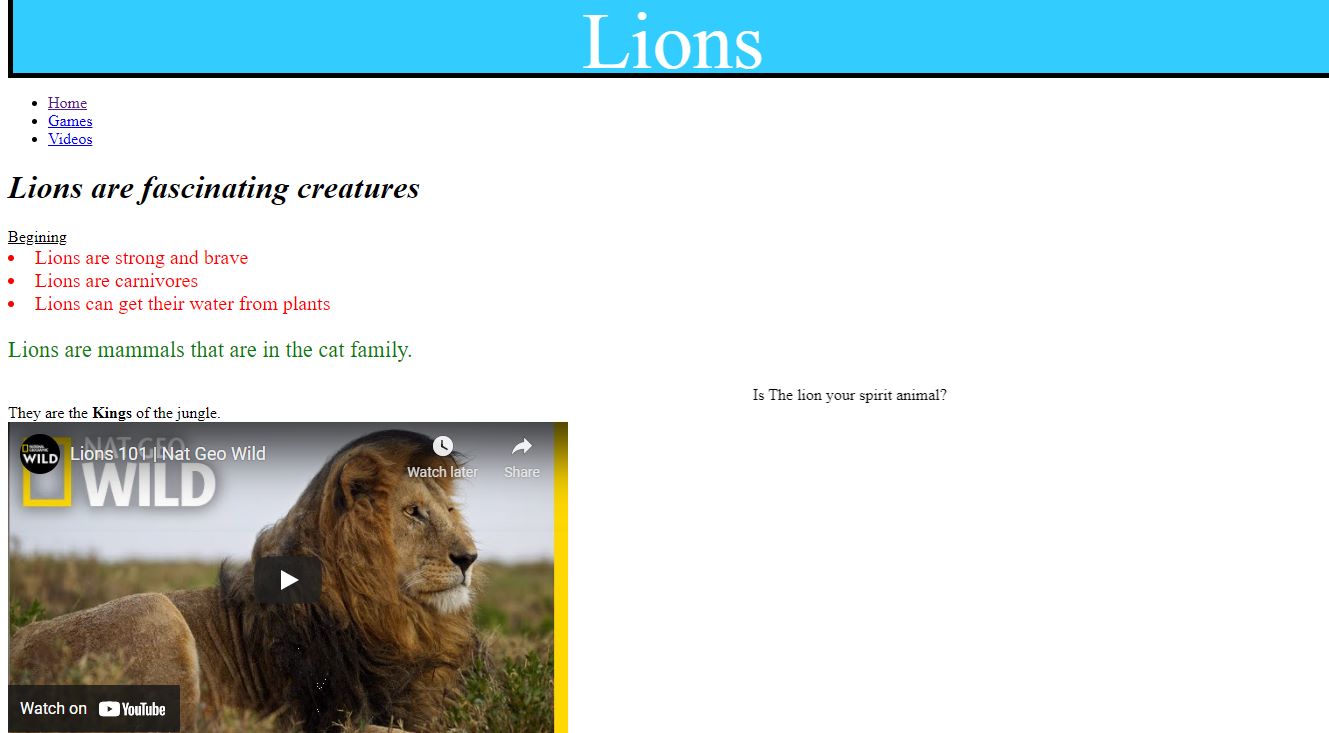 Lions
Home
Games
Videos
Lions are fascinating creatures
Begining
Lions are strong and brave
Lions are carnivores
Lions can get their water from plants
Lions are mammals that are in the cat family.
Is The lion your spirit animal?
They are the Kings of the jungle.
NATIONAL GEOGRAPHIC
WILD
Lions 101 | Nat Geo Wild
NAT GEO
WILD
Watch later
Share
Watch on YouTube